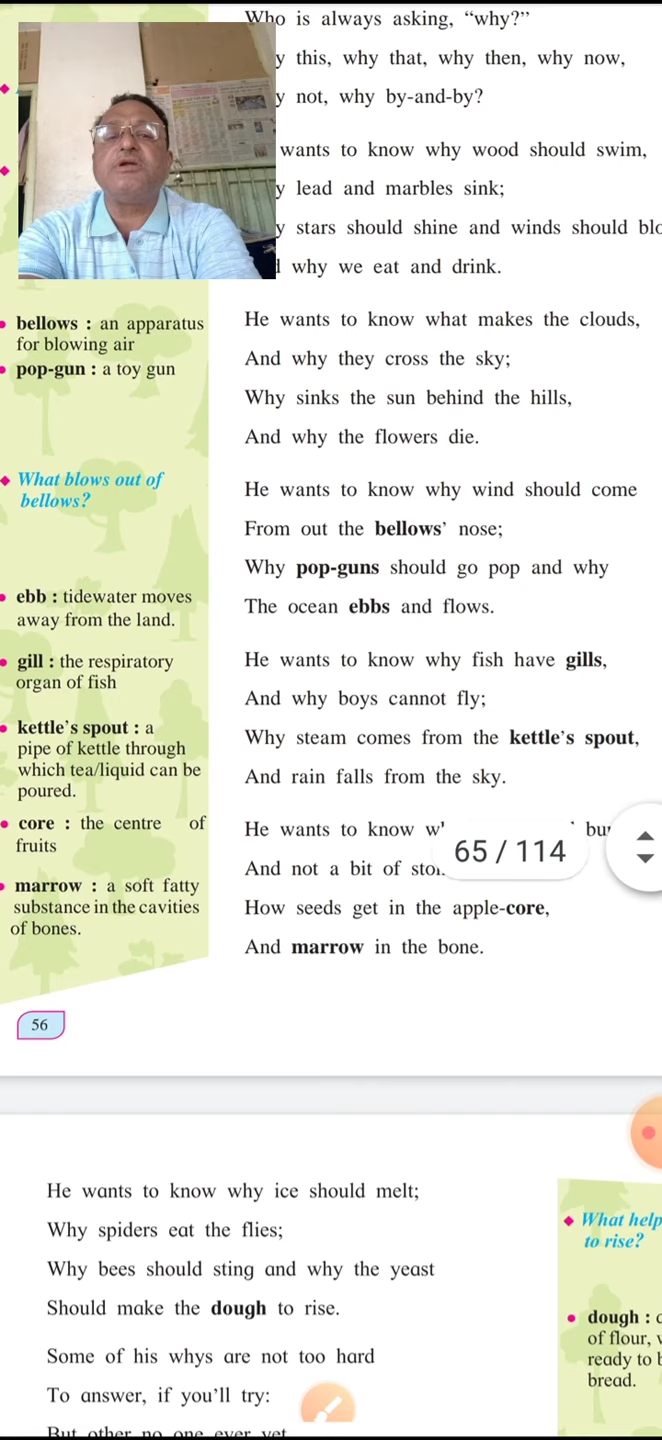 Who is always asking, “why?”
y this, why that, why then, why now,
y not, why by-and-by?
wants to know why wood should swim,
y lead and marbles sink;
y stars should shine and winds should blo
why we eat and drink.
bellows : an apparatus
for blowing air
pop-gun : a toy gun
He wants to know what makes the clouds,
And why they cross the sky;
Why sinks the sun behind the hills,
And why the flowers die.
What blows out of
bellows?
He wants to know why wind should come
From out the bellows’ nose;
Why pop-guns should go pop and why
The ocean ebbs and flows.
ebb : tidewater moves
away from the land.
gill : the respiratory
organ of fish
kettle’s spout : a
pipe of kettle through
which tea/liquid can be
poured.
He wants to know why fish have gills,
And why boys cannot fly;
Why steam comes from the kettle’s spout,
And rain falls from the sky.
core : the centre of
fruits
marrow : a soft fatty
substance in the cavities
of bones.
He wants to know
And not a bit of
How seeds get in the apple-core,
And marrow in the bone.
65 / 114
56
He wants to know why ice should melt;
Why spiders eat the flies;
Why bees should sting and why the yeast
Should make the dough to rise.
Some of his whys are not too hard
To answer, if you’ll try:
But other no one ever yet
What help
to rise?
dough :
of flour,
ready to b
bread.